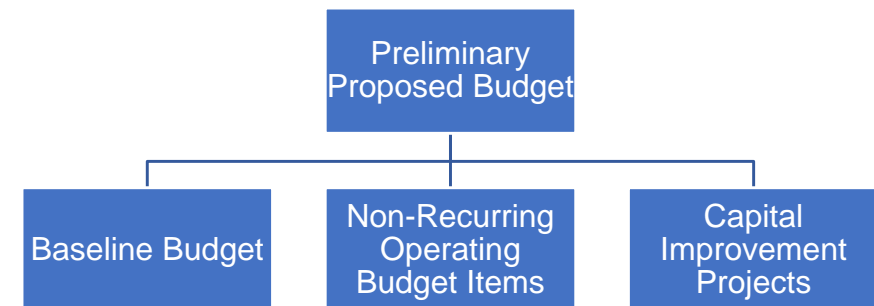 Preliminary
Proposed Budget
Baseline Budget
Non-Recurring
Operating
Budget Items
Capital
Improvement
Projects